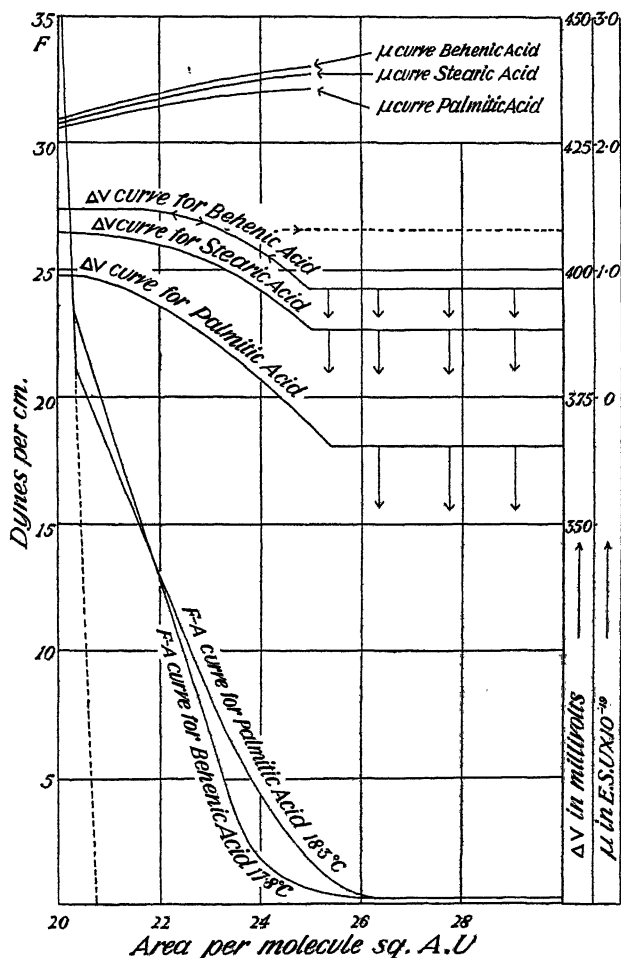 35
F
30
25
20
15
10
5
Dynes per cm.
20
22
24
26
28
Area per molecule sq. A.U
μ curve Behenic Acid
μ curve Stearic Acid
μ curve Palmitic Acid
ΔV curve for Behenic Acid
ΔV curve for Stearic Acid
ΔV curve for Palmitic Acid
F-A curve for Palmitic Acid 18·5°C
F-A curve for Behenic Acid 17·8°C
450
425
400
375
350
ΔV in millivolts
3·0
2·0
1·0
0
μ in E.S.U×10⁻¹⁹